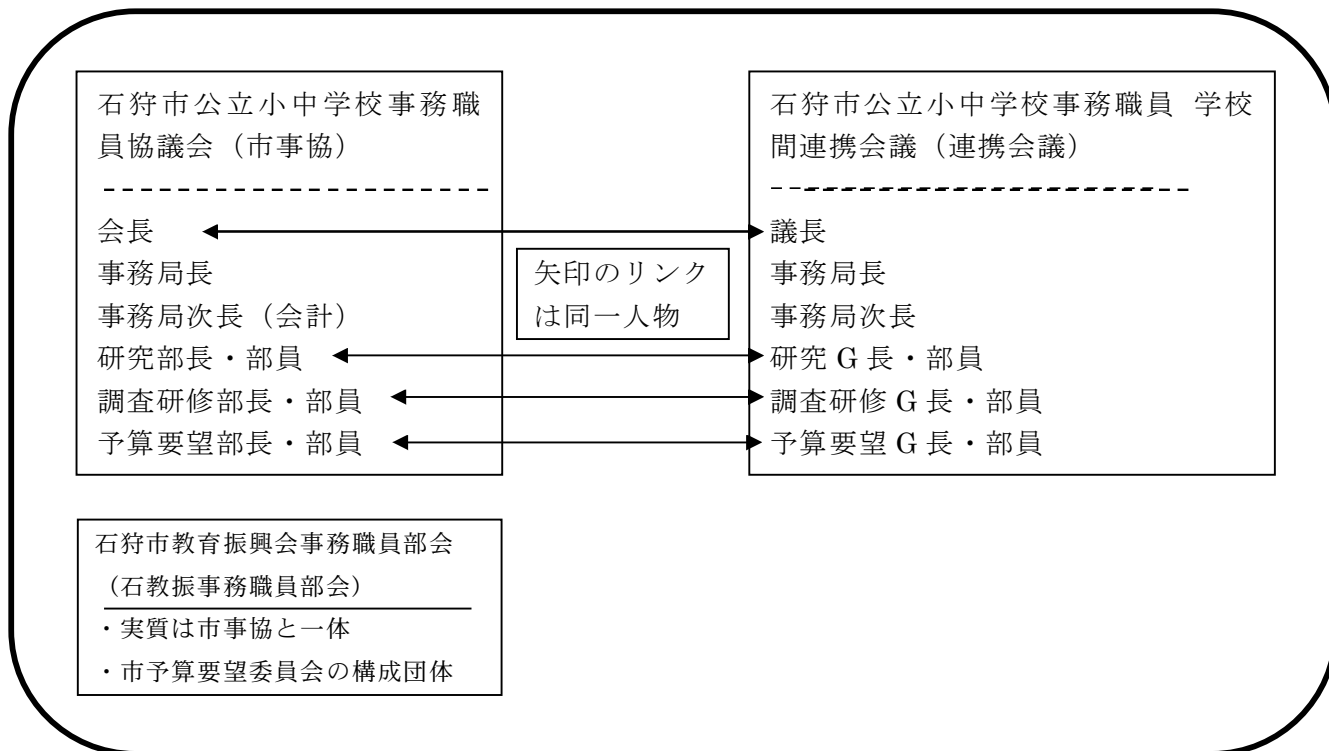 石狩市公立小中学校事務職
員協議会（市事協）
会長
事務局長
事務局次長（会計）
研究部長・部員
調査研修部長・部員
予算要望部長・部員
矢印のリンク
は同一人物
石狩市公立小中学校事務職員 学校
間連携会議（連携会議）
議長
事務局長
事務局次長
研究 G 長・部員
調査研修 G 長・部員
予算要望 G 長・部員
石狩市教育振興会事務職員部会
（石教振事務職員部会）
・実質は市事協と一体
・市予算要望委員会の構成団体